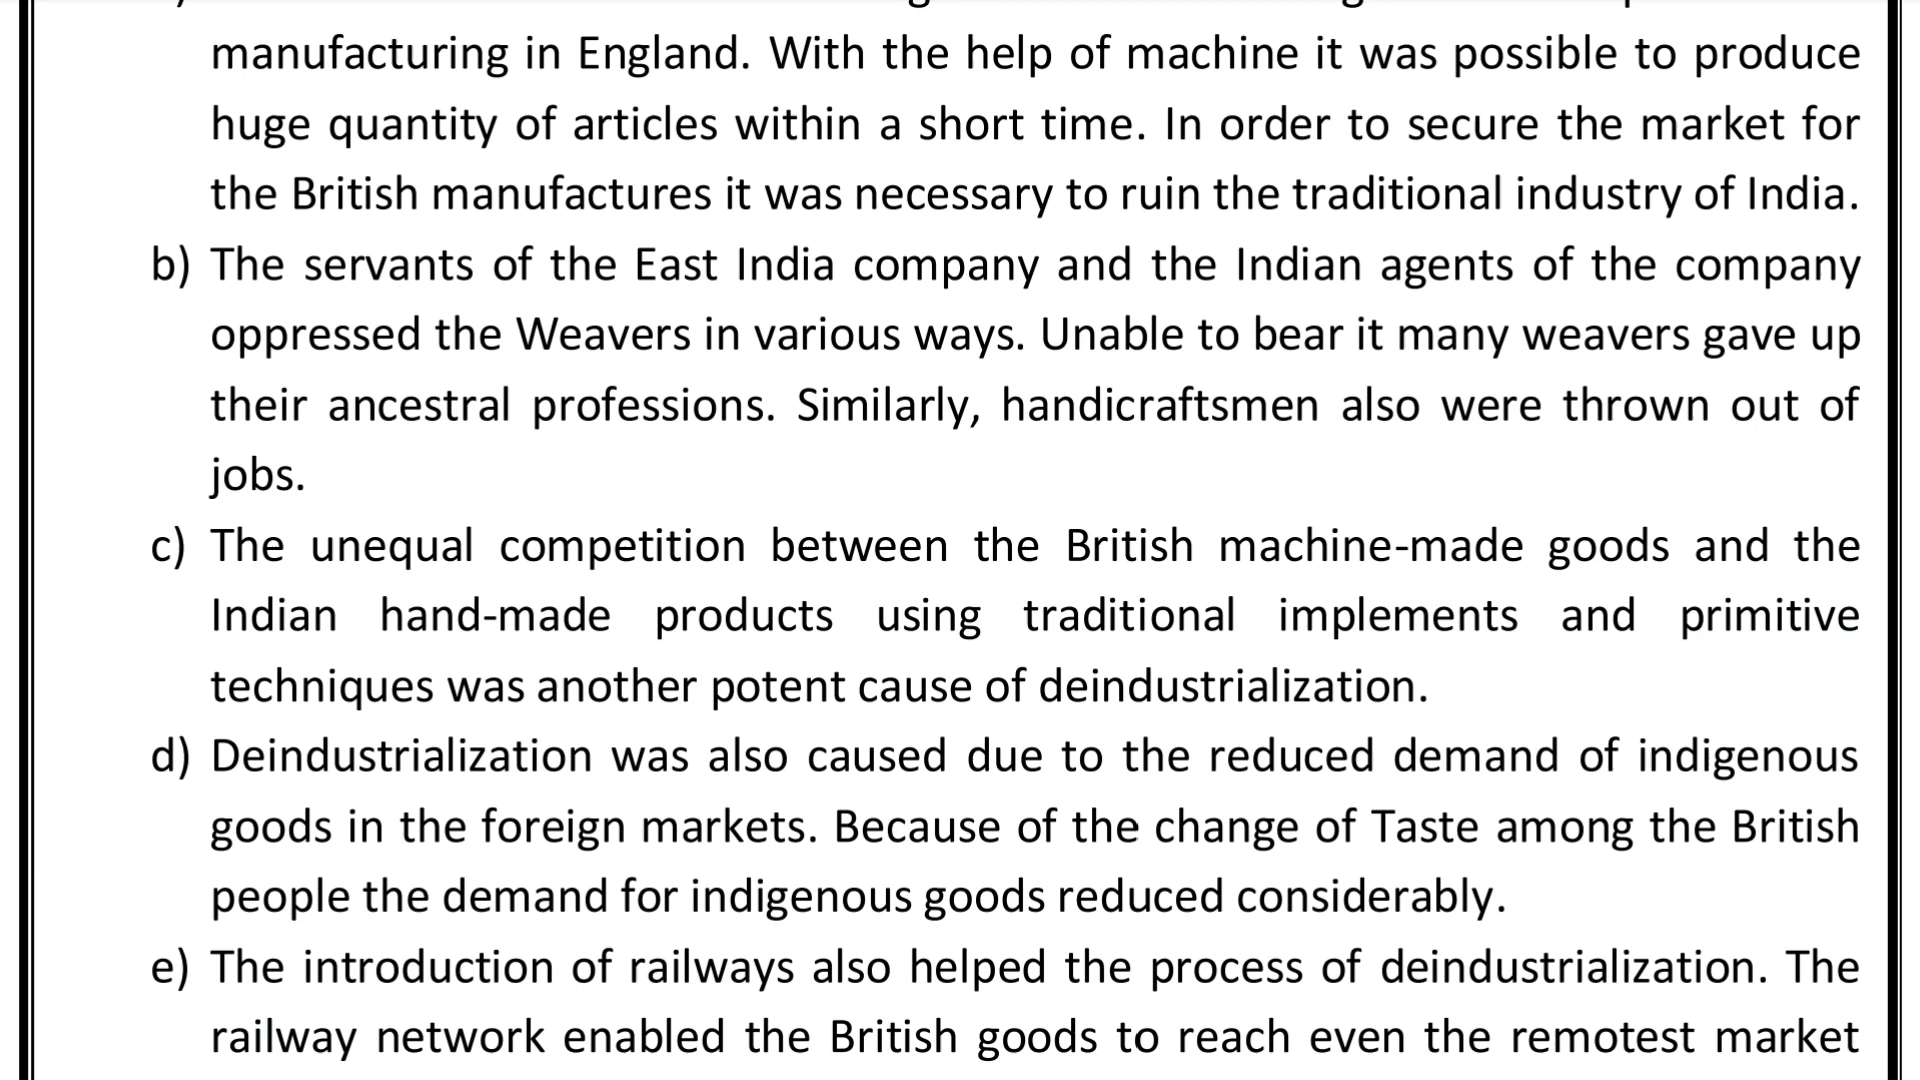 manufacturing in England. With the help of machine it was possible to produce
huge quantity of articles within a short time. In order to secure the market for
the British manufactures it was necessary to ruin the traditional industry of India.
b) The servants of the East India company and the Indian agents of the company
oppressed the Weavers in various ways. Unable to bear it many weavers gave up
their ancestral professions. Similarly, handicraftsmen also were thrown out of
jobs.
c) The unequal competition between the British machine-made goods and the
Indian hand-made products using traditional implements and primitive
techniques was another potent cause of deindustrialization.
d) Deindustrialization was also caused due to the reduced demand of indigenous
goods in the foreign markets. Because of the change of Taste among the British
people the demand for indigenous goods reduced considerably.
e) The introduction of railways also helped the process of deindustrialization. The
railway network enabled the British goods to reach even the remotest market